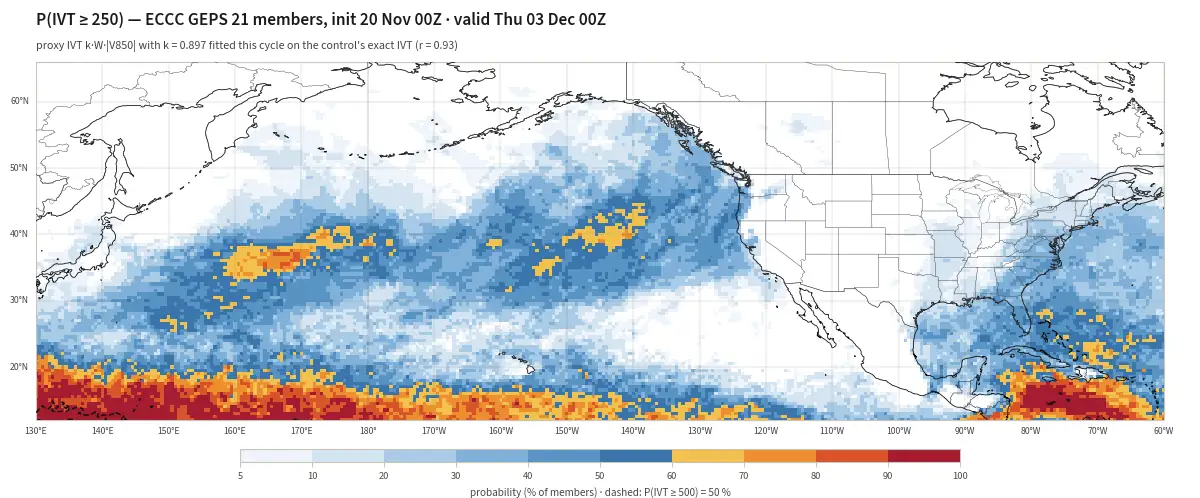 P(IVT ≥ 250) — ECCC GEPS 21 members, init 20 Nov 00Z · valid Thu 03 Dec 00Z
proxy IVT k·W·|V850| with k = 0.897 fitted this cycle on the control's exact IVT (r = 0.93)
60°N
50°N
40°N
30°N
20°N
130°E 140°E 150°E 160°E 170°E 180° 170°W 160°W 150°W 140°W 130°W 120°W 110°W 100°W 90°W 80°W 70°W 60°W
5 10 20 30 40 50 60 70 80 90 100
probability (% of members) · dashed: P(IVT ≥ 500) = 50 %